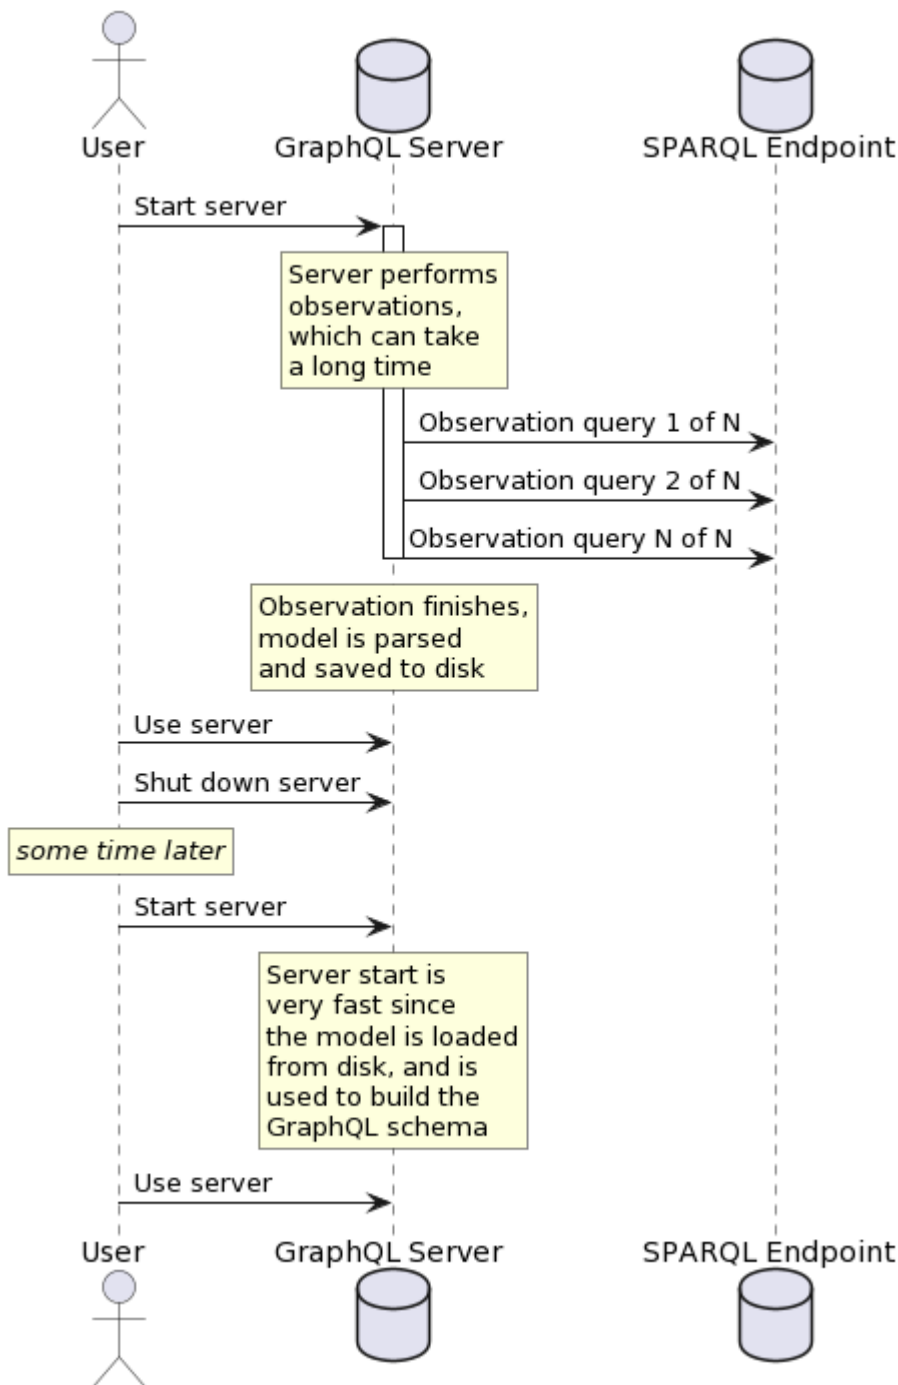 User
GraphQL Server
SPARQL Endpoint
Start server
Server performs
observations,
which can take
a long time
Observation query 1 of N
Observation query 2 of N
Observation query N of N
Observation finishes,
model is parsed
and saved to disk
Use server
Shut down server
some time later
Start server
Server start is
very fast since
the model is loaded
from disk, and is
used to build the
GraphQL schema
Use server
User
GraphQL Server
SPARQL Endpoint